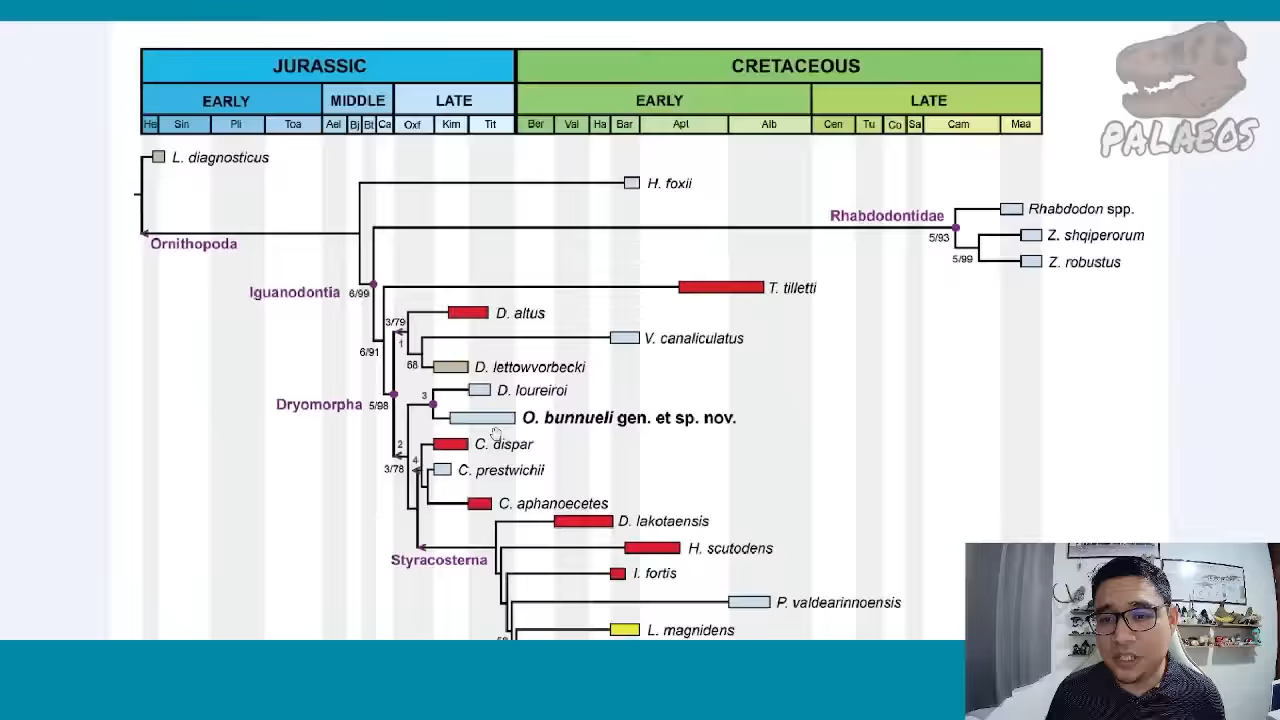 JURASSIC
CRETACEOUS
EARLY
MIDDLE
LATE
EARLY
LATE
He
Sin
Pli
Toa
Ael
Bj
Bt
Ca
Oxf
Kim
Tit
Ber
Val
Ha
Bar
Apt
Alb
Cen
Tu
Co
Sa
Cam
Maa
PALAEOS
L. diagnosticus
H. foxii
Rhabdodontidae
Rhabdodon spp.
5/93
Z. shqiperorum
Ornithopoda
5/99
Z. robustus
Iguanodontia
6/99
T. tilletti
D. altus
3/79
1
V. canaliculatus
6/91
68
D. lettowvorbecki
D. loureiroi
3
Dryomorpha
5/98
O. bunnueli gen. et sp. nov.
2
C. dispar
3/78
4
C. prestwichii
C. aphanoecetes
D. lakotaensis
Styracosterna
H. scutodens
I. fortis
P. valdearinnoensis
L. magnidens